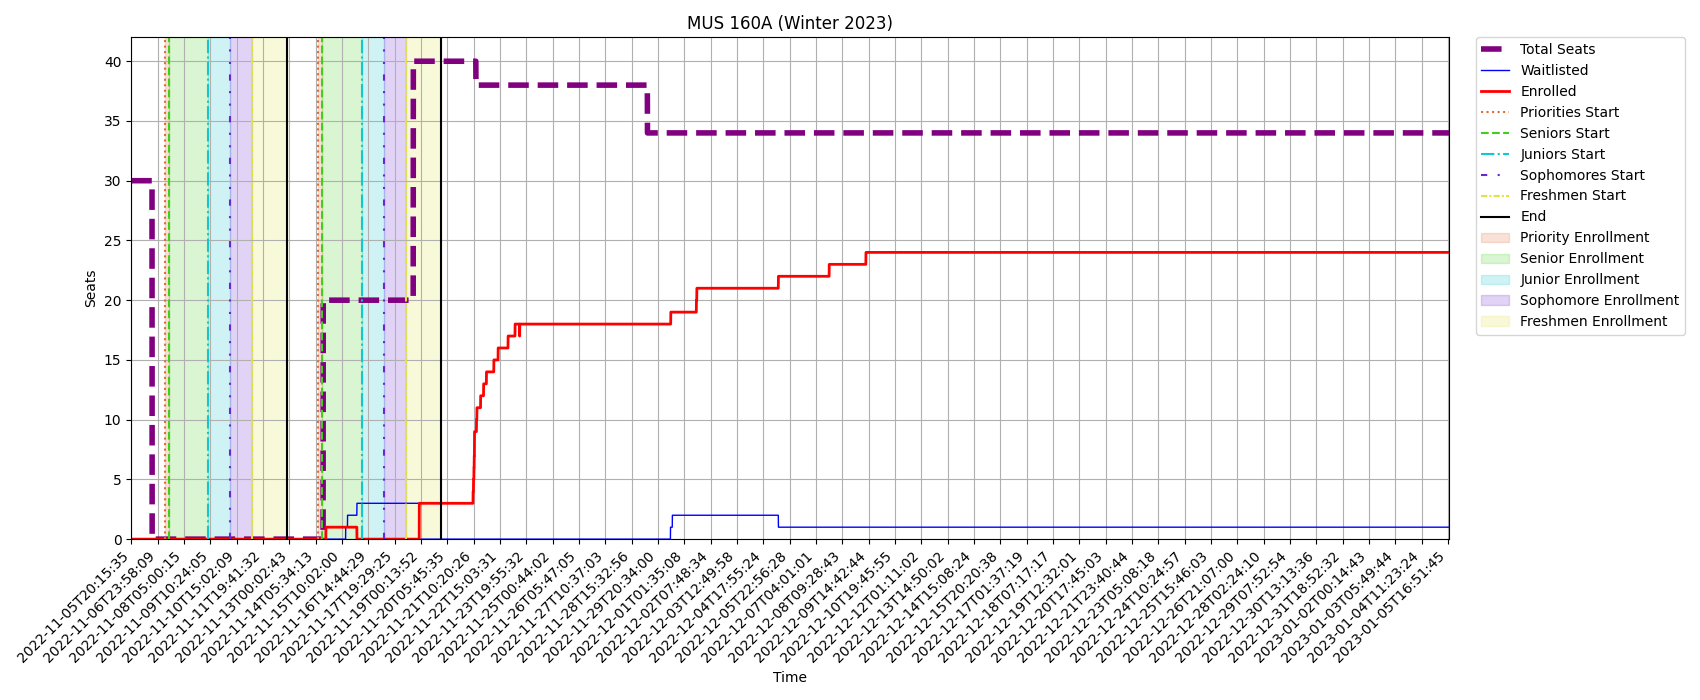 MUS 160A (Winter 2023)
40
35
30
25
20
15
10
5
0
Seats
2022-11-05T20:15:35
2022-11-06T23:58:09
2022-11-08T05:00:15
2022-11-09T10:24:05
2022-11-10T15:02:09
2022-11-11T19:41:32
2022-11-13T00:02:43
2022-11-14T05:34:13
2022-11-15T10:02:00
2022-11-16T14:44:29
2022-11-17T19:29:25
2022-11-19T00:13:52
2022-11-20T05:45:35
2022-11-21T10:20:26
2022-11-22T15:03:31
2022-11-23T19:55:32
2022-11-25T00:44:02
2022-11-26T05:47:05
2022-11-27T10:37:03
2022-11-28T15:32:56
2022-11-29T20:34:00
2022-12-01T01:35:08
2022-12-02T07:48:34
2022-12-03T12:49:58
2022-12-04T17:55:24
2022-12-05T22:56:28
2022-12-07T04:01:01
2022-12-08T09:28:43
2022-12-09T14:42:44
2022-12-10T19:45:55
2022-12-12T01:11:02
2022-12-13T14:50:02
2022-12-14T15:08:24
2022-12-15T20:20:38
2022-12-17T01:37:19
2022-12-18T07:17:17
2022-12-19T12:32:01
2022-12-20T17:45:03
2022-12-21T23:40:44
2022-12-23T05:08:18
2022-12-24T10:24:57
2022-12-25T15:46:03
2022-12-26T21:07:00
2022-12-28T02:24:10
2022-12-29T07:52:54
2022-12-30T13:13:36
2022-12-31T18:52:32
2023-01-02T00:14:43
2023-01-03T05:49:44
2023-01-04T11:23:24
2023-01-05T16:51:45
Time
Total Seats
Waitlisted
Enrolled
Priorities Start
Seniors Start
Juniors Start
Sophomores Start
Freshmen Start
End
Priority Enrollment
Senior Enrollment
Junior Enrollment
Sophomore Enrollment
Freshmen Enrollment